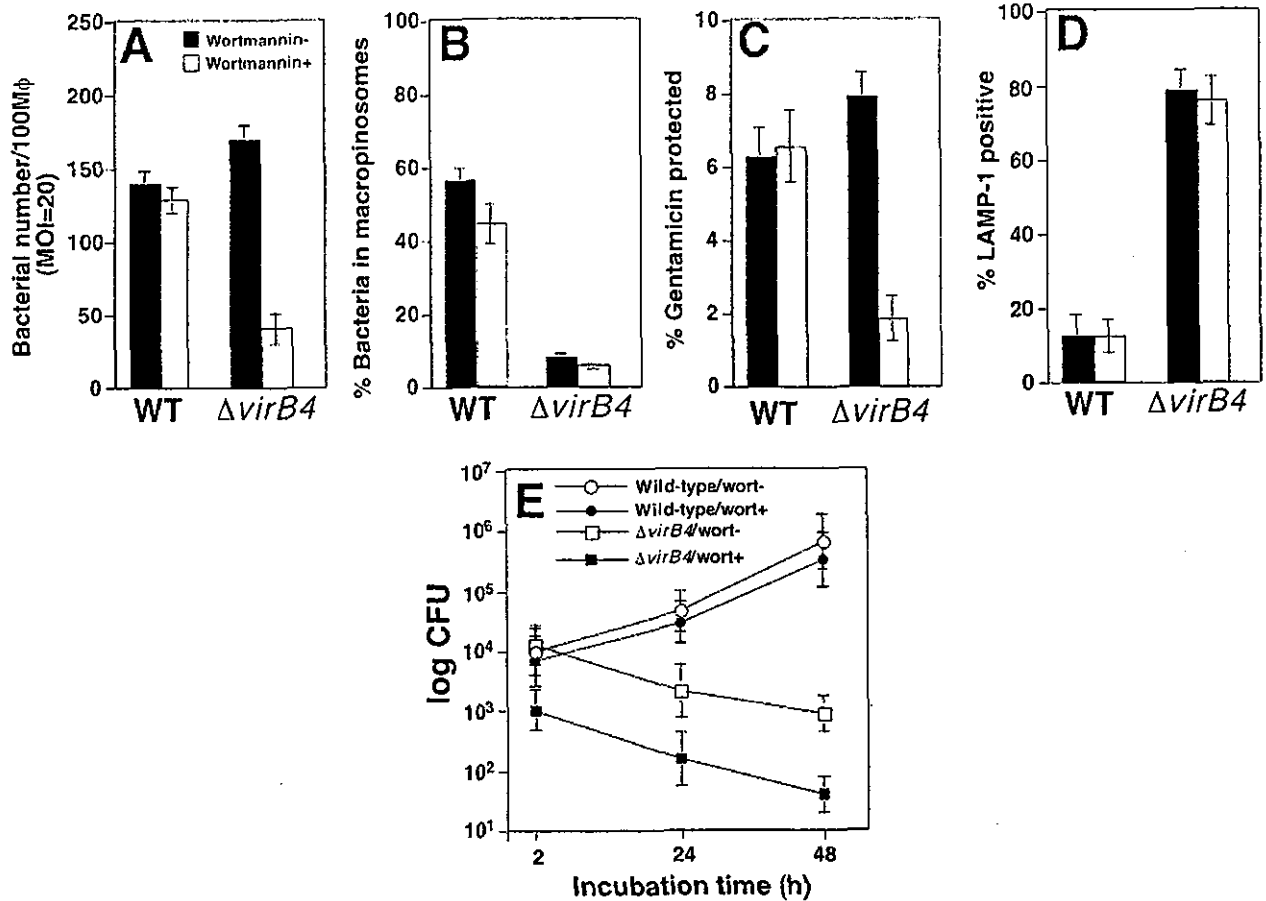 A
Wortmannin-
Wortmannin+
Bacterial number/100Mϕ
(MOI=20)
250
200
150
100
50
0
WT ΔvirB4
B
% Bacteria in macropinosomes
100
80
60
40
20
0
WT ΔvirB4
C
% Gentamicin protected
10
8
6
4
2
0
WT ΔvirB4
D
% LAMP-1 positive
100
80
60
40
20
0
WT ΔvirB4
E
Wild-type/wort-
Wild-type/wort+
ΔvirB4/wort-
ΔvirB4/wort+
log CFU
10⁷
10⁶
10⁵
10⁴
10³
10²
10¹
2 24 48
Incubation time (h)